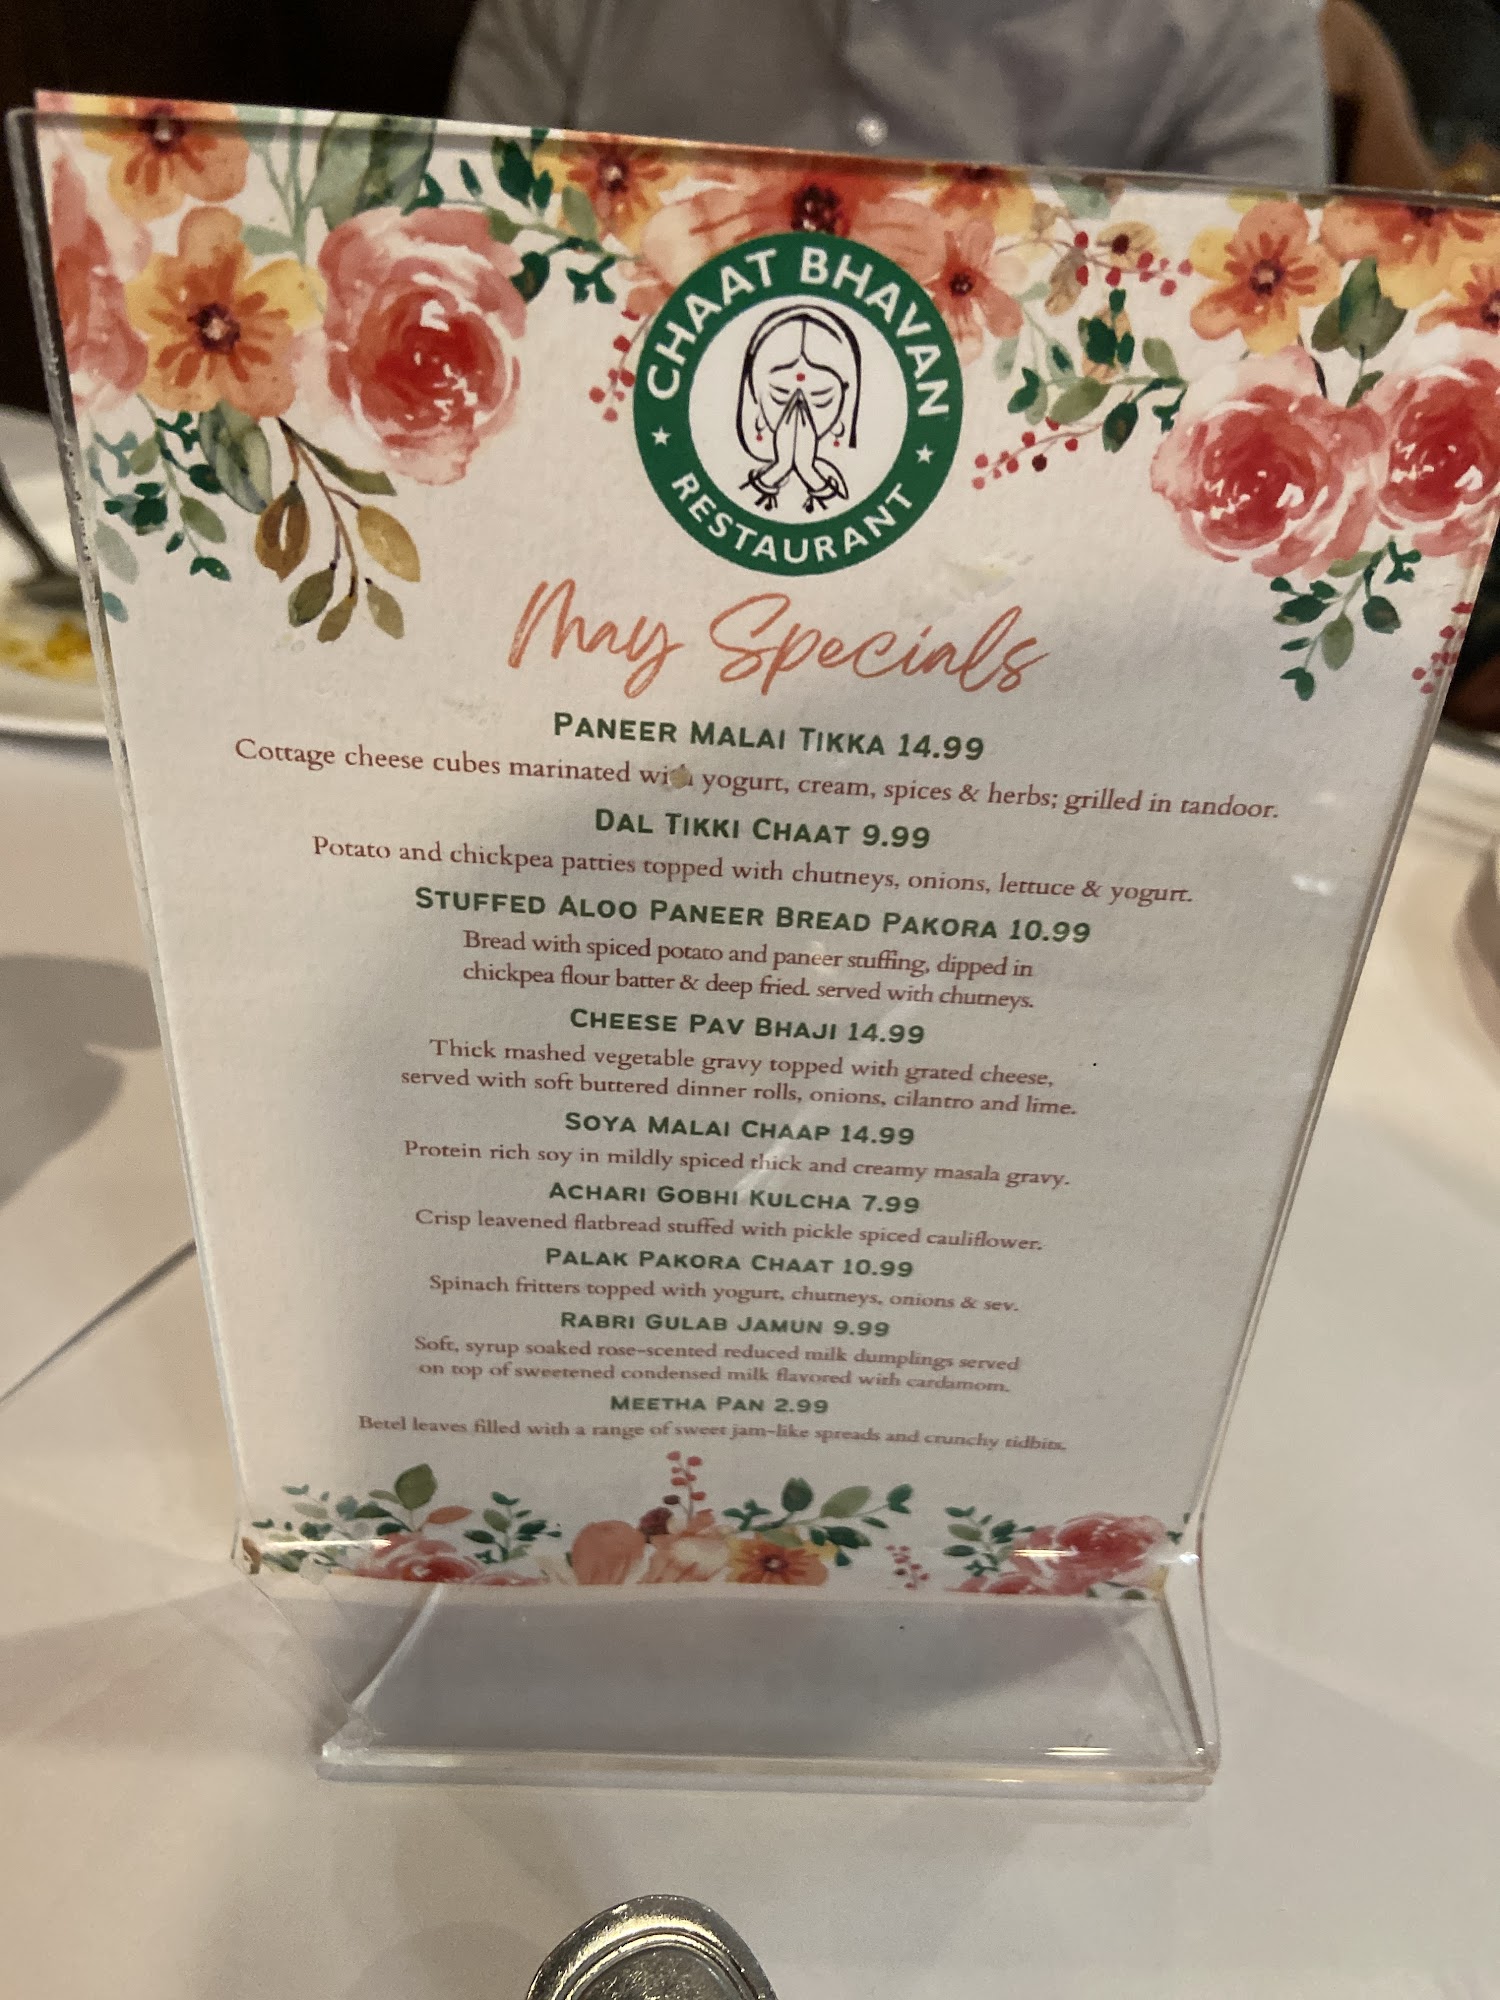 CHAAT BHAVAN
RESTAURANT
May Specials
PANEER MALAI TIKKA 14.99
Cottage cheese cubes marinated with yogurt, cream, spices & herbs; grilled in tandoor.
DAL TIKKI CHAAT 9.99
Potato and chickpea patties topped with chutneys, onions, lettuce & yogurt.
STUFFED ALOO PANEER BREAD PAKORA 10.99
Bread with spiced potato and paneer stuffing, dipped in
chickpea flour batter & deep fried. served with chutneys.
CHEESE PAV BHAJI 14.99
Thick mashed vegetable gravy topped with grated cheese,
served with soft buttered dinner rolls, onions, cilantro and lime.
SOYA MALAI CHAAP 14.99
Protein rich soy in mildly spiced thick and creamy masala gravy.
ACHARI GOBHI KULCHA 7.99
Crisp leavened flatbread stuffed with pickle spiced cauliflower.
PALAK PAKORA CHAAT 10.99
Spinach fritters topped with yogurt, chutneys, onions & sev.
RABRI GULAB JAMUN 9.99
Soft, syrup soaked rose-scented reduced milk dumplings served
on top of sweetened condensed milk flavored with cardamom.
MEETHA PAN 2.99
Betel leaves filled with a range of sweet jam-like spreads and crunchy tidbits.